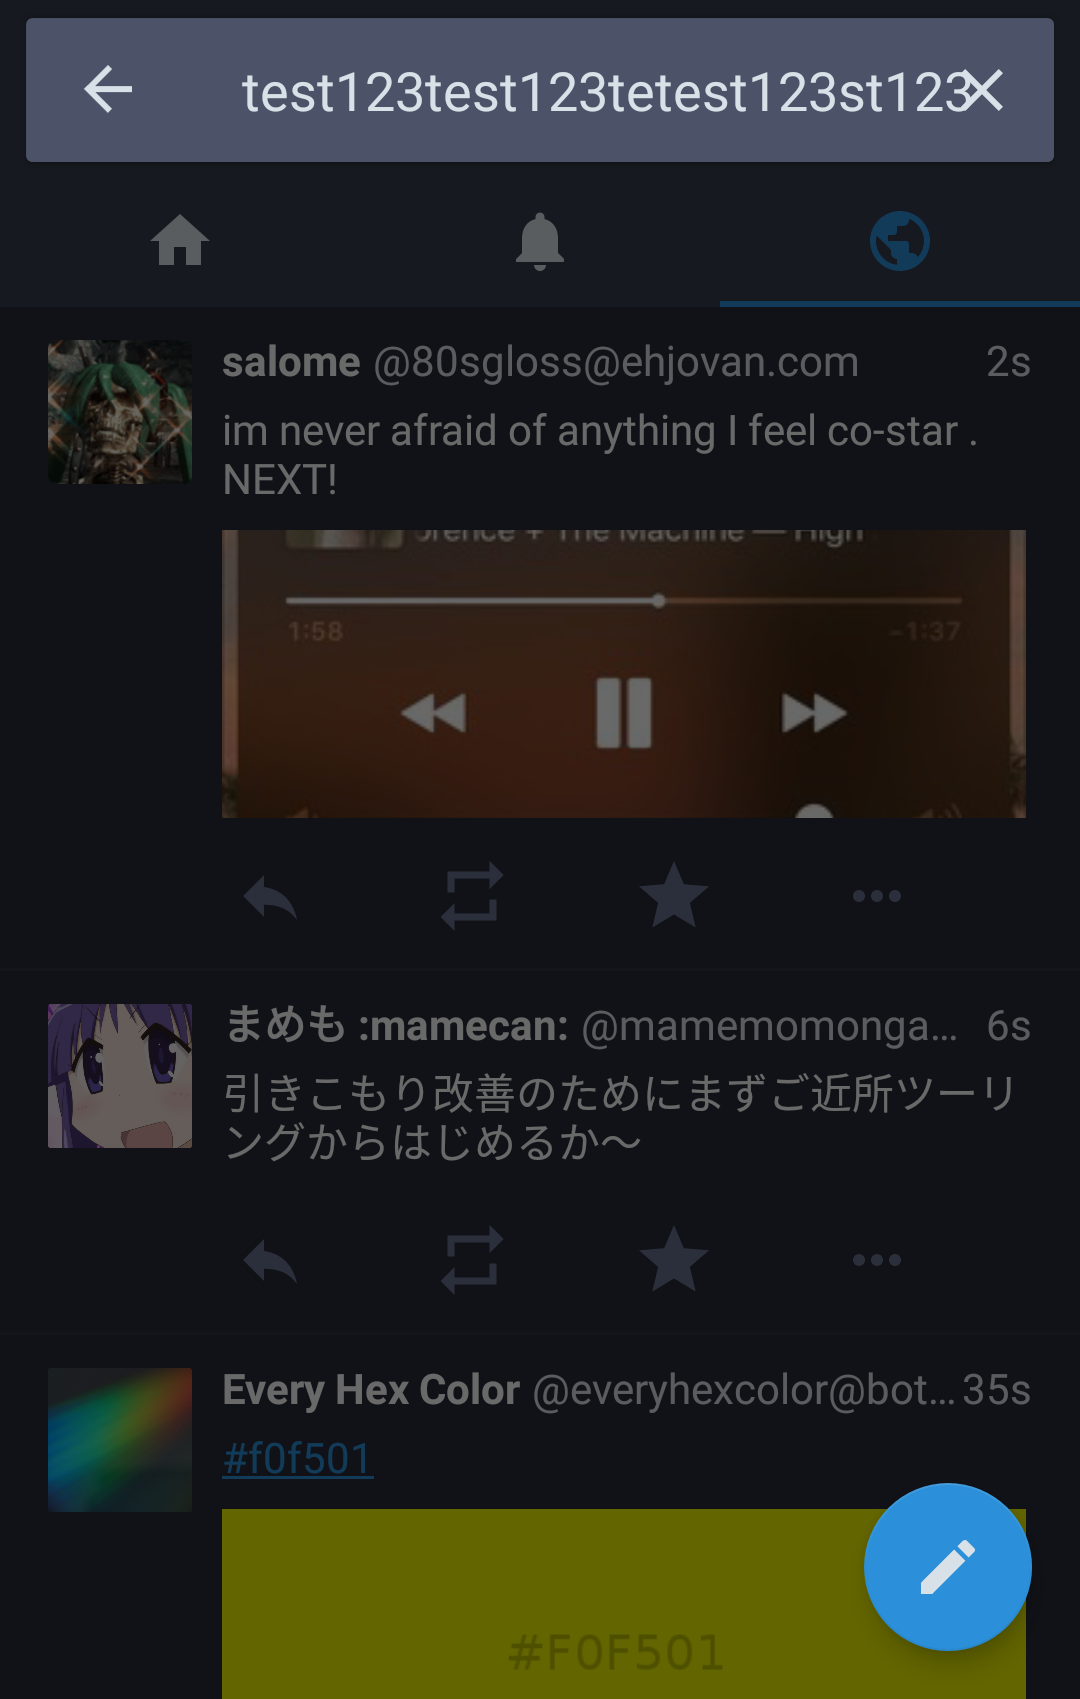 test123test123tetest123st123
salome @80sgloss@ehjovan.com 2s
im never afraid of anything I feel co-star .
NEXT!
orence + The Machine — High
1:58 -1:37
まめも :mamecan: @mamemomonga... 6s
引きこもり改善のためにまずご近所ツーリ
ングからはじめるか〜
Every Hex Color @everyhexcolor@bot... 35s
#f0f501
#F0F501